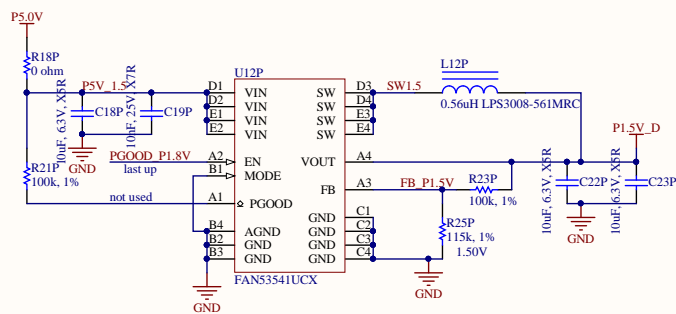 P5.0V
R18P
0 ohm
P5V_1.5
10uF, 6.3V, X5R
C18P
10nF, 25V, X7R
C19P
GND
R21P
100k, 1%
PGOOD_P1.8V
last up
not used
U12P
D1 VIN SW D3
D2 VIN SW D4
E1 VIN SW E3
E2 VIN SW E4
A2 EN VOUT A4
B1 MODE
FB A3
A1 PGOOD
GND C1
B4 AGND GND C2
B2 GND GND C3
B3 GND GND C4
FAN53541UCX
GND
SW1.5
L12P
0.56uH LPS3008-561MRC
FB_P1.5V
R23P
100k, 1%
R25P
115k, 1%
1.50V
GND
P1.5V_D
10uF, 6.3V, X5R
C22P
10uF, 6.3V, X5R
C23P
GND